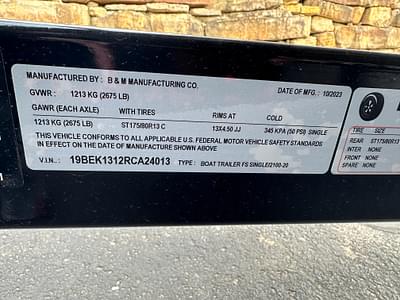 MANUFACTURED BY : B & M MANUFACTURING CO.
GVWR : 1213 KG (2675 LB) DATE OF MFG. : 10/2023
GAWR (EACH AXLE) WITH TIRES RIMS AT COLD
1213 KG (2675 LB) ST175/80R13 C 13X4.50 JJ 345 KPA (50 PSI) SINGLE
THIS VEHICLE CONFORMS TO ALL APPLICABLE U.S. FEDERAL MOTOR VEHICLE SAFETY STANDARDS
IN EFFECT ON THE DATE OF MANUFACTURE SHOWN ABOVE
V.I.N. : 19BEK1312RCA24013 TYPE : BOAT TRAILER FS SINGLE/2100-20
TIRE SIZE
REAR ST175/80R13
INTER NONE
FRONT NONE
SPARE NONE